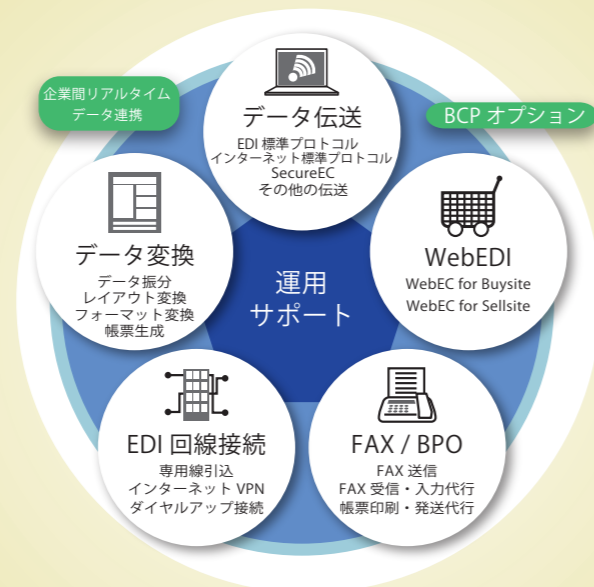 企業間リアルタイム
データ連携
データ伝送
EDI 標準プロトコル
インターネット標準プロトコル
SecureEC
その他の伝送
BCP オプション
データ変換
データ振分
レイアウト変換
フォーマット変換
帳票生成
運用
サポート
WebEDI
WebEC for Buysite
WebEC for Sellsite
EDI 回線接続
専用線引込
インターネット VPN
ダイヤルアップ接続
FAX / BPO
FAX 送信
FAX 受信・入力代行
帳票印刷・発送代行